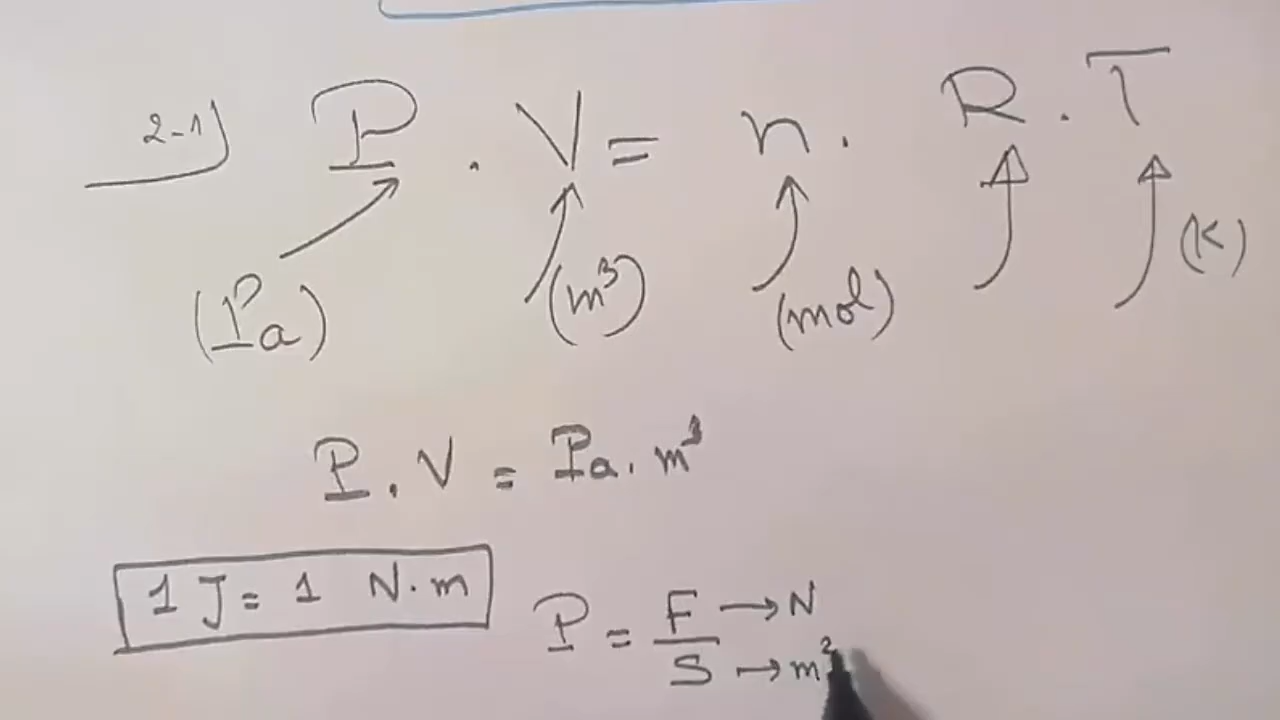 2-1) P . V = n . R . T
(Pa) (m³) (mol) (K)
P . V = Pa . m³
1 J = 1 N.m
P = F/S
F → N
S → m²